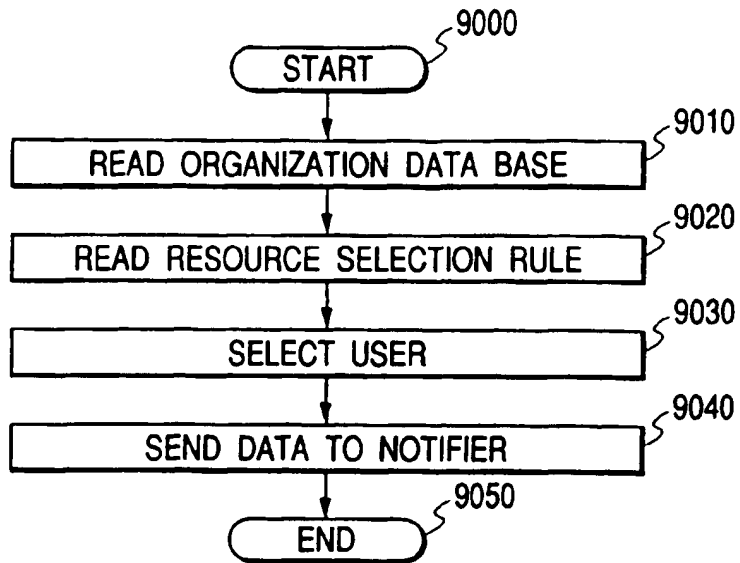 9000
START
9010
READ ORGANIZATION DATA BASE
9020
READ RESOURCE SELECTION RULE
9030
SELECT USER
9040
SEND DATA TO NOTIFIER
9050
END